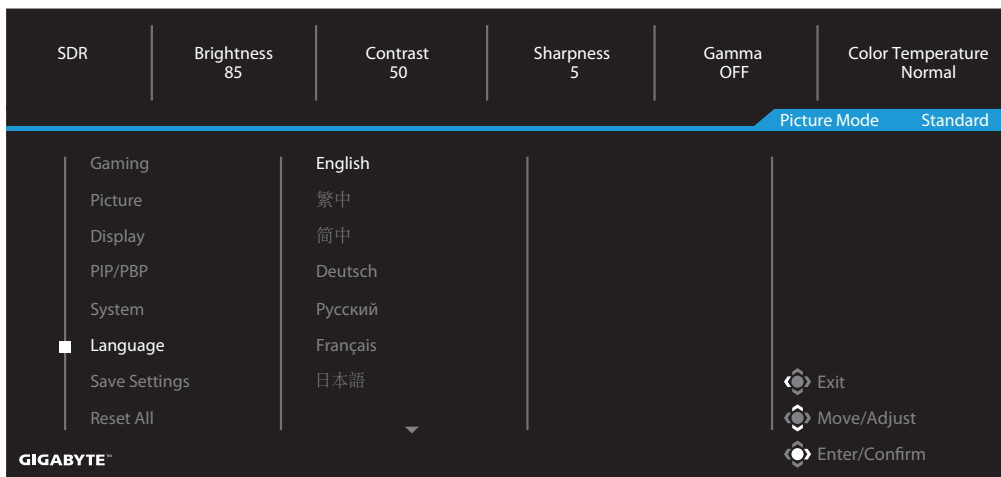 SDR
Brightness
85
Contrast
50
Sharpness
5
Gamma
OFF
Color Temperature
Normal
Picture Mode Standard
Gaming
Picture
Display
PIP/PBP
System
Language
Save Settings
Reset All
English
繁中
简中
Deutsch
Русский
Français
日本語
Exit
Move/Adjust
Enter/Confirm
GIGABYTE™